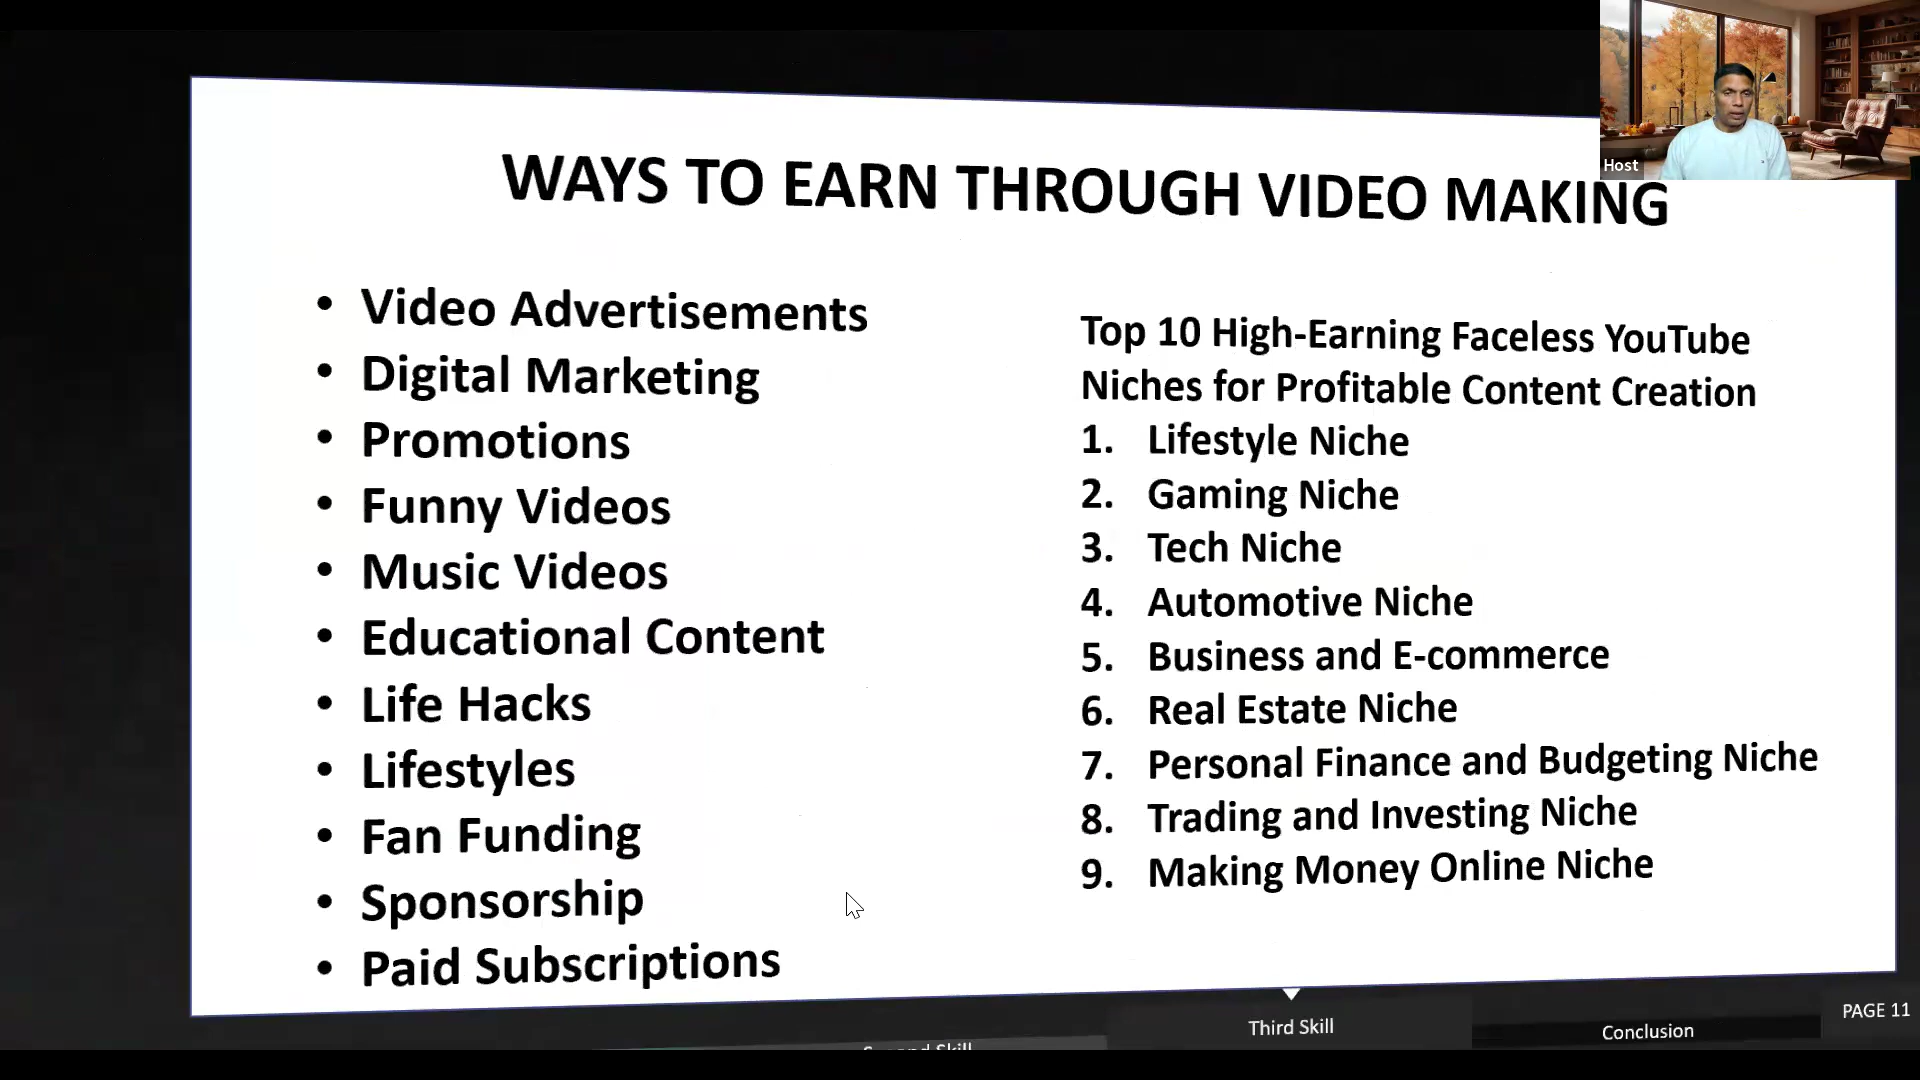 WAYS TO EARN THROUGH VIDEO MAKING
• Video Advertisements
• Digital Marketing
• Promotions
• Funny Videos
• Music Videos
• Educational Content
• Life Hacks
• Lifestyles
• Fan Funding
• Sponsorship
• Paid Subscriptions
Top 10 High-Earning Faceless YouTube
Niches for Profitable Content Creation
1. Lifestyle Niche
2. Gaming Niche
3. Tech Niche
4. Automotive Niche
5. Business and E-commerce
6. Real Estate Niche
7. Personal Finance and Budgeting Niche
8. Trading and Investing Niche
9. Making Money Online Niche
Host
Third Skill
Conclusion
PAGE 11